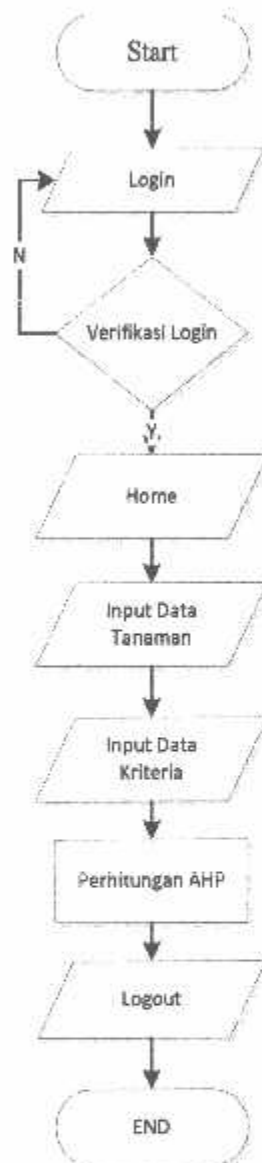 Start
Login
N
Verifikasi Login
Y
Home
Input Data
Tanaman
Input Data
Kriteria
Perhitungan AHP
Logout
END